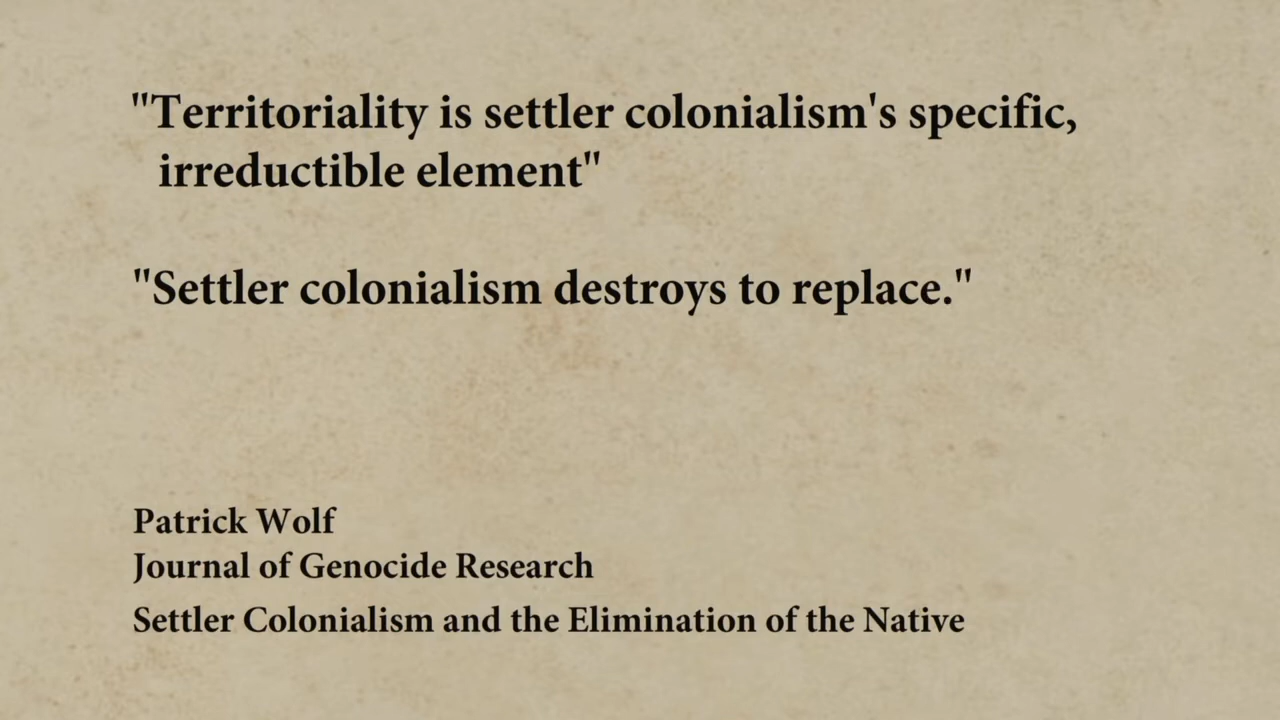 "Territoriality is settler colonialism's specific,
irreductible element"
"Settler colonialism destroys to replace."
Patrick Wolf
Journal of Genocide Research
Settler Colonialism and the Elimination of the Native